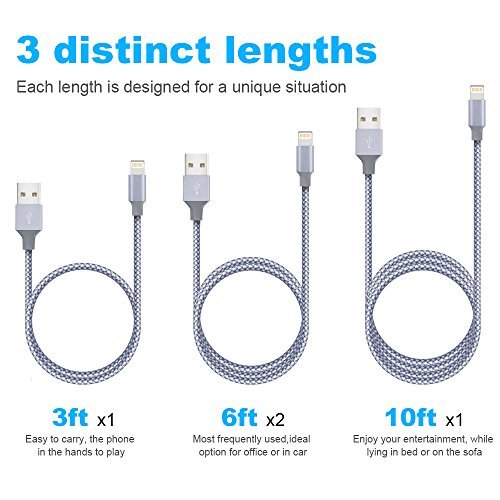 3 distinct lengths
Each length is designed for a unique situation
3ft x1
Easy to carry, the phone
in the hands to play
6ft x2
Most frequently used,ideal
option for office or in car
10ft x1
Enjoy your entertainment, while
lying in bed or on the sofa